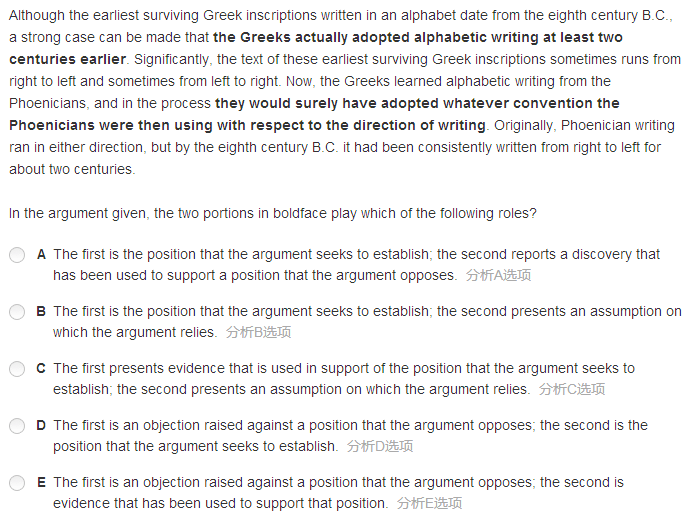 Although the earliest surviving Greek inscriptions written in an alphabet date from the eighth century B.C.,
a strong case can be made that the Greeks actually adopted alphabetic writing at least two
centuries earlier. Significantly, the text of these earliest surviving Greek inscriptions sometimes runs from
right to left and sometimes from left to right. Now, the Greeks learned alphabetic writing from the
Phoenicians, and in the process they would surely have adopted whatever convention the
Phoenicians were then using with respect to the direction of writing. Originally, Phoenician writing
ran in either direction, but by the eighth century B.C. it had been consistently written from right to left for
about two centuries.
In the argument given, the two portions in boldface play which of the following roles?
A The first is the position that the argument seeks to establish; the second reports a discovery that
has been used to support a position that the argument opposes. 分析A选项
B The first is the position that the argument seeks to establish; the second presents an assumption on
which the argument relies. 分析B选项
C The first presents evidence that is used in support of the position that the argument seeks to
establish; the second presents an assumption on which the argument relies. 分析C选项
D The first is an objection raised against a position that the argument opposes; the second is the
position that the argument seeks to establish. 分析D选项
E The first is an objection raised against a position that the argument opposes; the second is
evidence that has been used to support that position. 分析E选项